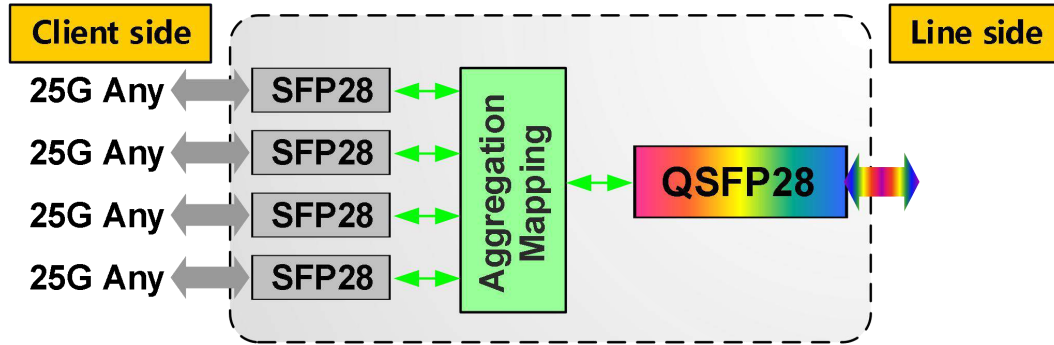 Client side
Line side
25G Any
SFP28
25G Any
SFP28
25G Any
SFP28
25G Any
SFP28
Aggregation
Mapping
QSFP28